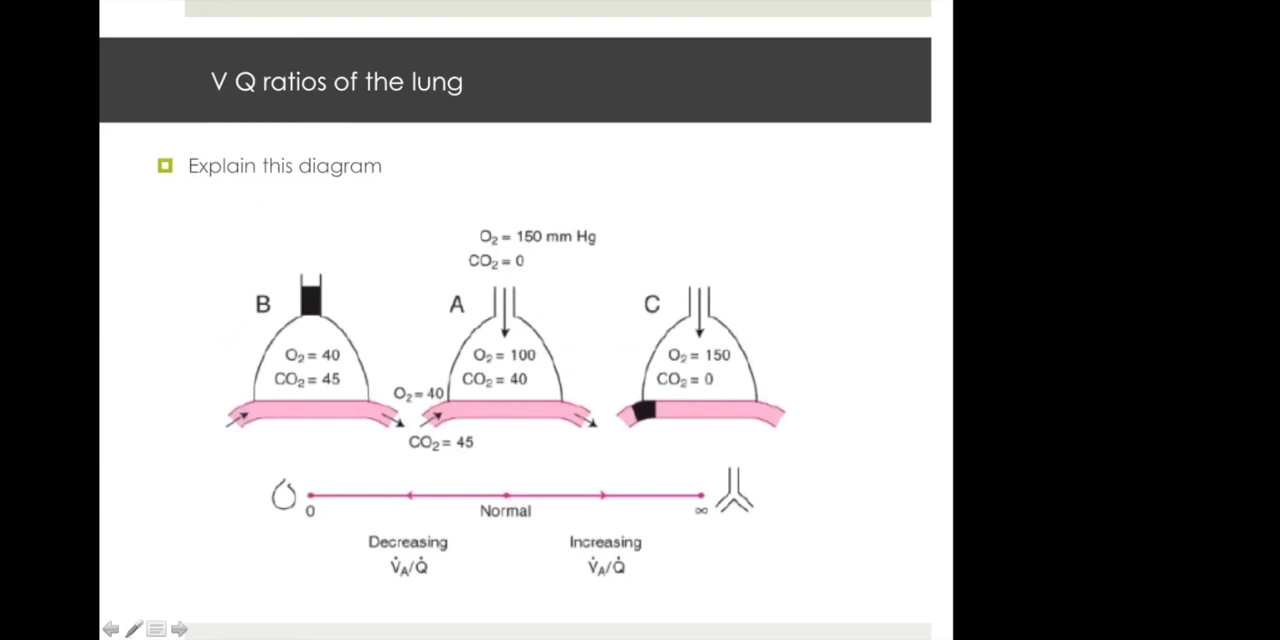 V Q ratios of the lung
Explain this diagram
O₂ = 150 mm Hg
CO₂ = 0
B
A
C
O₂ = 40
CO₂ = 45
O₂ = 100
CO₂ = 40
O₂ = 150
CO₂ = 0
O₂ = 40
CO₂ = 45
0
Normal
∞
Decreasing
V̇A/Q̇
Increasing
V̇A/Q̇